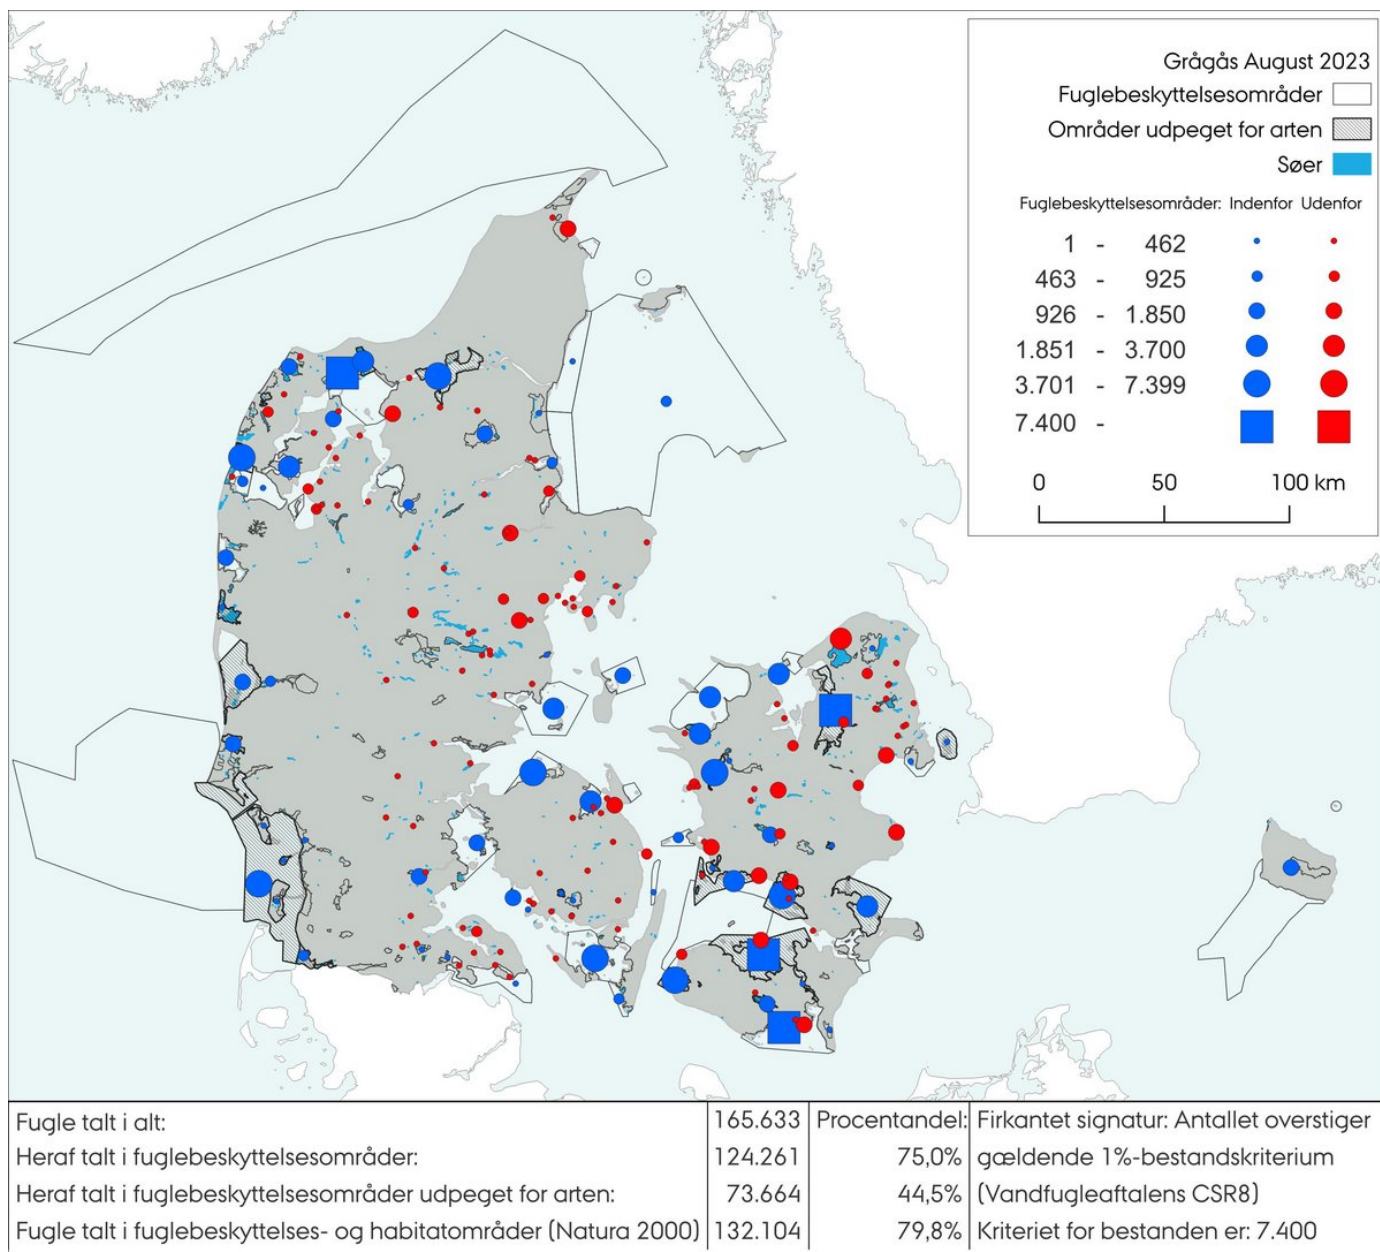 Grågås August 2023
Fuglebeskyttelsesområder
Områder udpeget for arten
Søer
Fuglebeskyttelsesområder: Indenfor Udenfor
1 - 462
463 - 925
926 - 1.850
1.851 - 3.700
3.701 - 7.399
7.400 -
0 50 100 km
Fugle talt i alt: 165.633 Procentandel: Firkantet signatur: Antallet overstiger
Heraf talt i fuglebeskyttelsesområder: 124.261 75,0% gældende 1%-bestandskriterium
Heraf talt i fuglebeskyttelsesområder udpeget for arten: 73.664 44,5% (Vandfugleaftalens CSR8)
Fugle talt i fuglebeskyttelses- og habitatområder (Natura 2000) 132.104 79,8% Kriteriet for bestanden er: 7.400